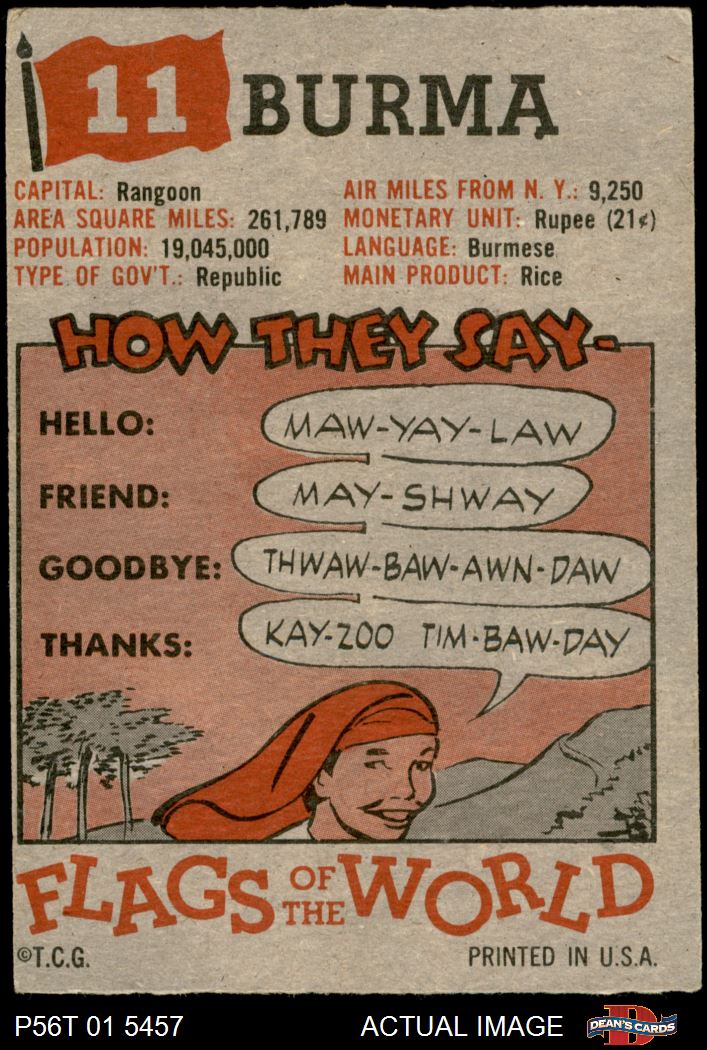 11 BURMA
CAPITAL: Rangoon AIR MILES FROM N. Y.: 9,250
AREA SQUARE MILES: 261,789 MONETARY UNIT: Rupee (21¢)
POPULATION: 19,045,000 LANGUAGE: Burmese
TYPE OF GOV'T.: Republic MAIN PRODUCT: Rice
HOW THEY SAY-
HELLO: MAW-YAY-LAW
FRIEND: MAY-SHWAY
GOODBYE: THWAW-BAW-AWN-DAW
THANKS: KAY-ZOO TIM-BAW-DAY
FLAGS OF THE WORLD
©T.C.G. PRINTED IN U.S.A.
P56T 01 5457 ACTUAL IMAGE D DEAN'S CARDS